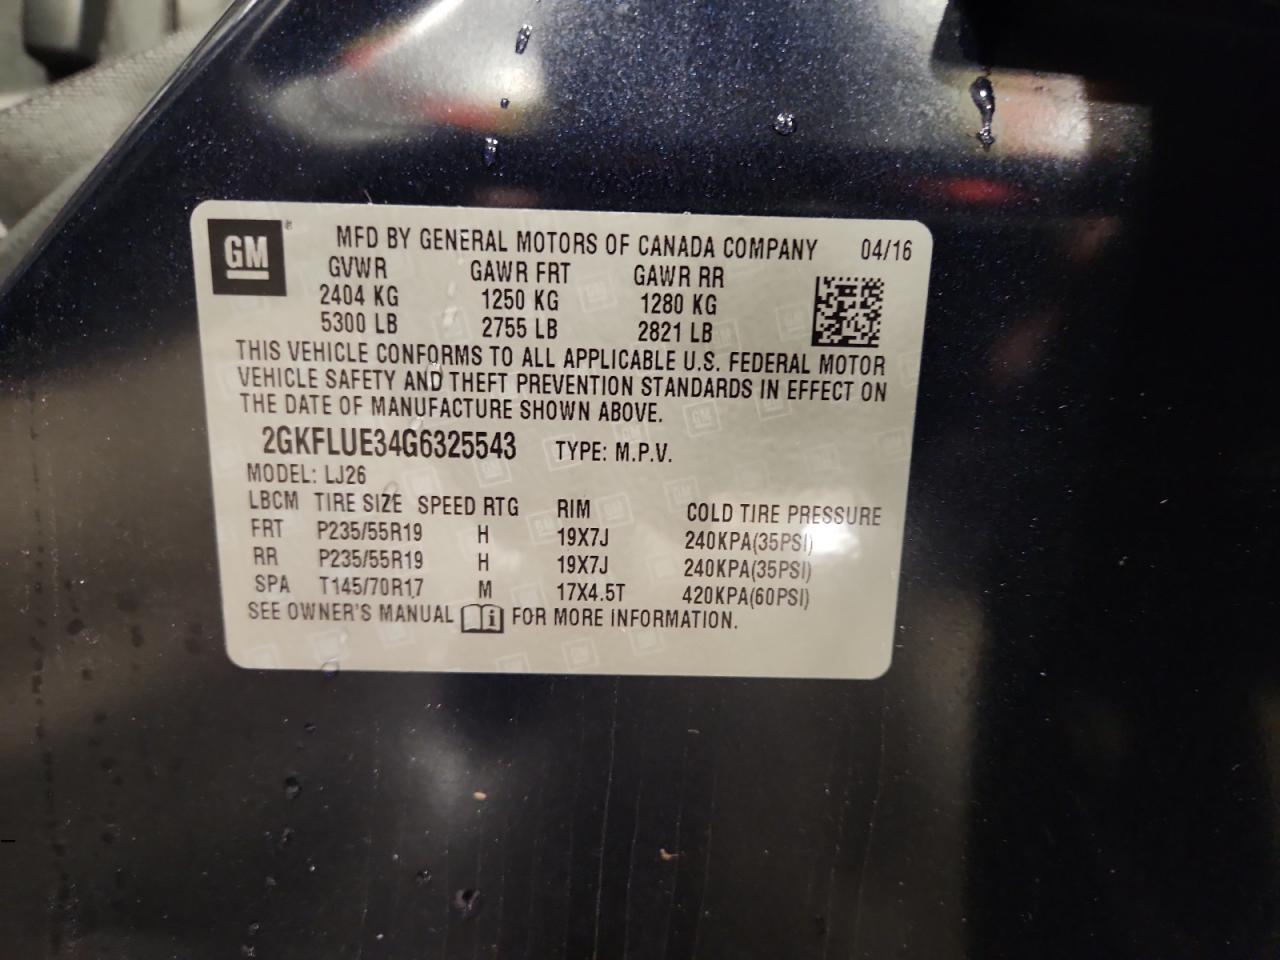 GM ® MFD BY GENERAL MOTORS OF CANADA COMPANY 04/16
GVWR GAWR FRT GAWR RR
2404 KG 1250 KG 1280 KG
5300 LB 2755 LB 2821 LB
THIS VEHICLE CONFORMS TO ALL APPLICABLE U.S. FEDERAL MOTOR
VEHICLE SAFETY AND THEFT PREVENTION STANDARDS IN EFFECT ON
THE DATE OF MANUFACTURE SHOWN ABOVE.
2GKFLUE34G6325543 TYPE: M.P.V.
MODEL: LJ26
LBCM TIRE SIZE SPEED RTG RIM COLD TIRE PRESSURE
FRT P235/55R19 H 19X7J 240KPA(35PSI)
RR P235/55R19 H 19X7J 240KPA(35PSI)
SPA T145/70R17 M 17X4.5T 420KPA(60PSI)
SEE OWNER'S MANUAL i FOR MORE INFORMATION.